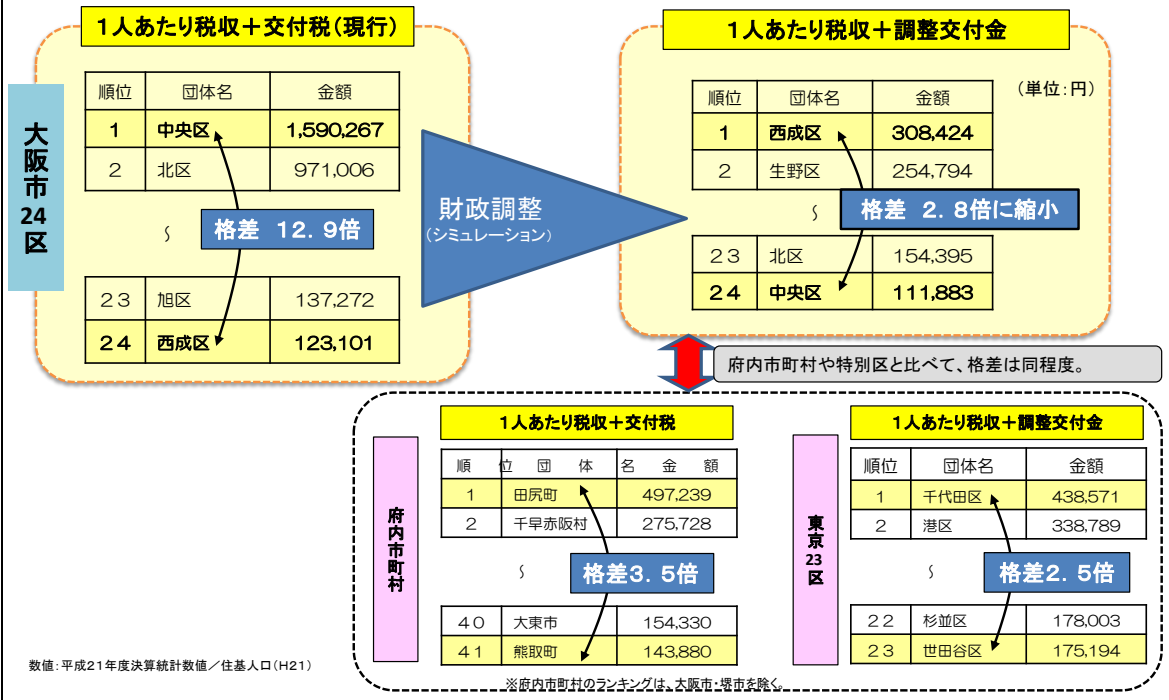 1人あたり税収＋交付税(現行)
大阪市24区
順位 団体名 金額
1 中央区 1,590,267
2 北区 971,006
～
格差 12．9倍
23 旭区 137,272
24 西成区 123,101
財政調整
(シミュレーション)
1人あたり税収＋調整交付金
(単位：円)
順位 団体名 金額
1 西成区 308,424
2 生野区 254,794
～
格差 2．8倍に縮小
23 北区 154,395
24 中央区 111,883
府内市町村や特別区と比べて、格差は同程度。
府内市町村
1人あたり税収＋交付税
順位 団体名 金額
1 田尻町 497,239
2 千早赤阪村 275,728
～
格差3．5倍
40 大東市 154,330
41 熊取町 143,880
東京23区
1人あたり税収＋調整交付金
順位 団体名 金額
1 千代田区 438,571
2 港区 338,789
～
格差2．5倍
22 杉並区 178,003
23 世田谷区 175,194
数値：平成21年度決算統計数値／住基人口(H21)
※府内市町村のランキングは、大阪市・堺市を除く。